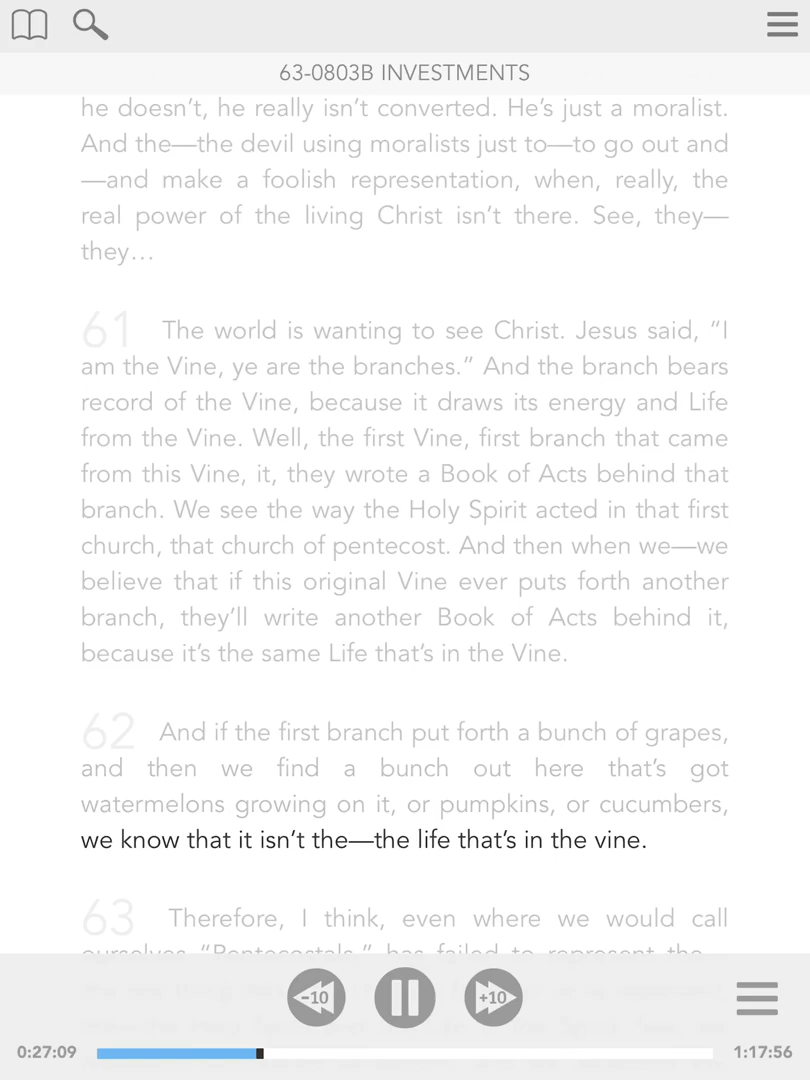 63-0803B INVESTMENTS
he doesn’t, he really isn’t converted. He’s just a moralist.
And the—the devil using moralists just to—to go out and
—and make a foolish representation, when, really, the
real power of the living Christ isn’t there. See, they—
they…
61 The world is wanting to see Christ. Jesus said, “I
am the Vine, ye are the branches.” And the branch bears
record of the Vine, because it draws its energy and Life
from the Vine. Well, the first Vine, first branch that came
from this Vine, it, they wrote a Book of Acts behind that
branch. We see the way the Holy Spirit acted in that first
church, that church of pentecost. And then when we—we
believe that if this original Vine ever puts forth another
branch, they’ll write another Book of Acts behind it,
because it’s the same Life that’s in the Vine.
62 And if the first branch put forth a bunch of grapes,
and then we find a bunch out here that’s got
watermelons growing on it, or pumpkins, or cucumbers,
we know that it isn’t the—the life that’s in the vine.
63 Therefore, I think, even where we would call
ourselves “Pentecostals,” has failed to represent the
-10 +10
0:27:09 1:17:56